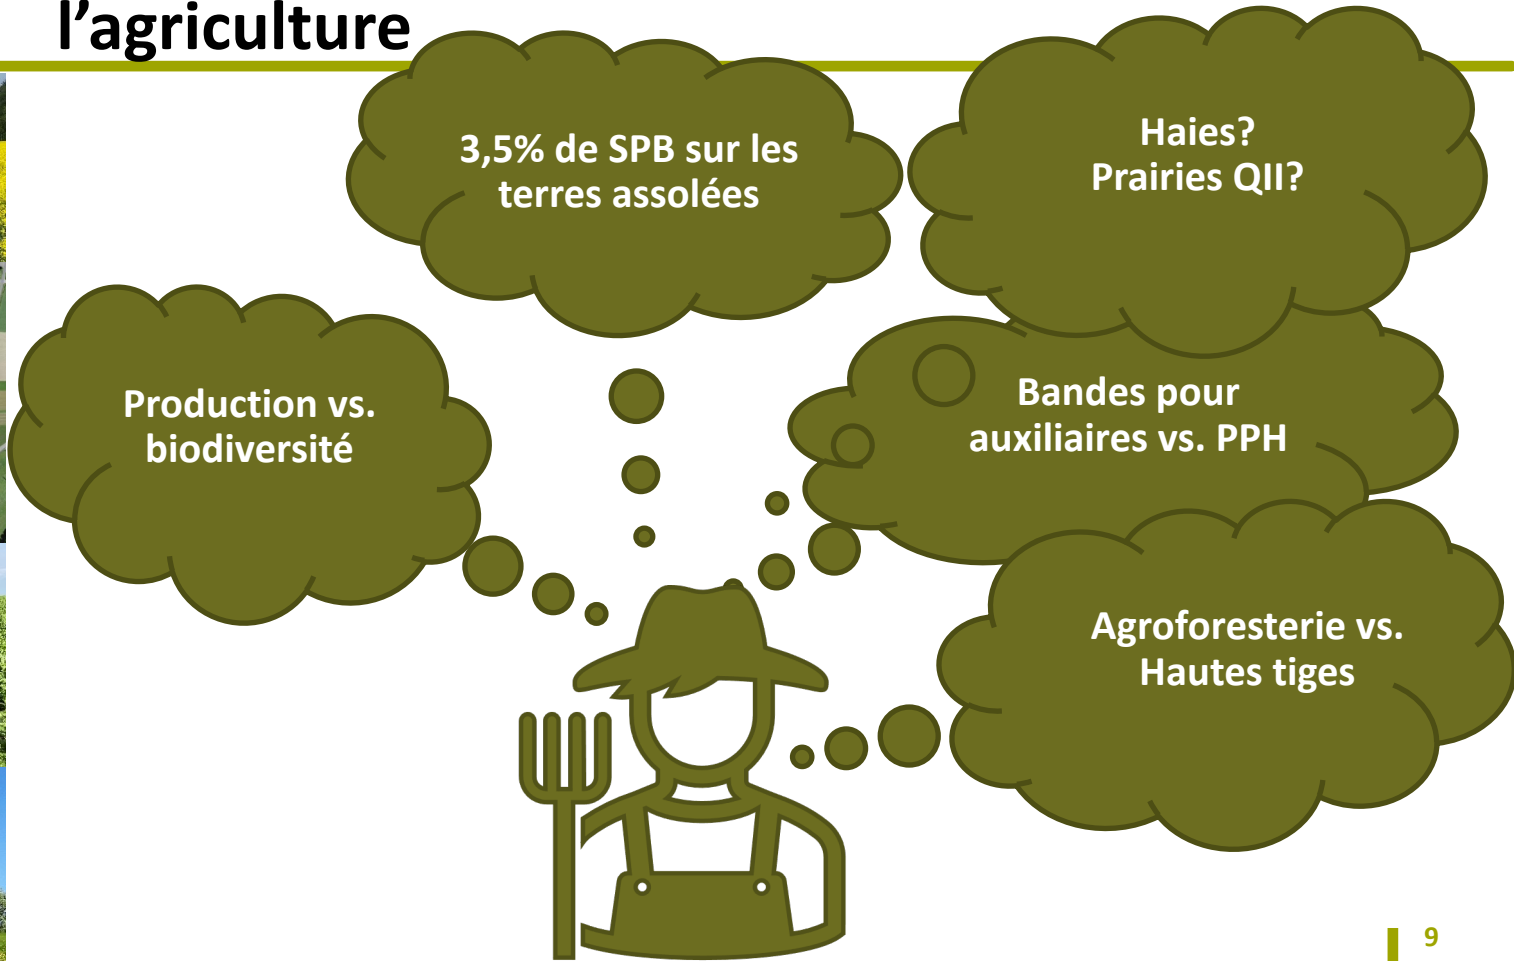 l’agriculture
3,5% de SPB sur les
terres assolées
Haies?
Prairies QII?
Production vs.
biodiversité
Bandes pour
auxiliaires vs. PPH
Agroforesterie vs.
Hautes tiges
9